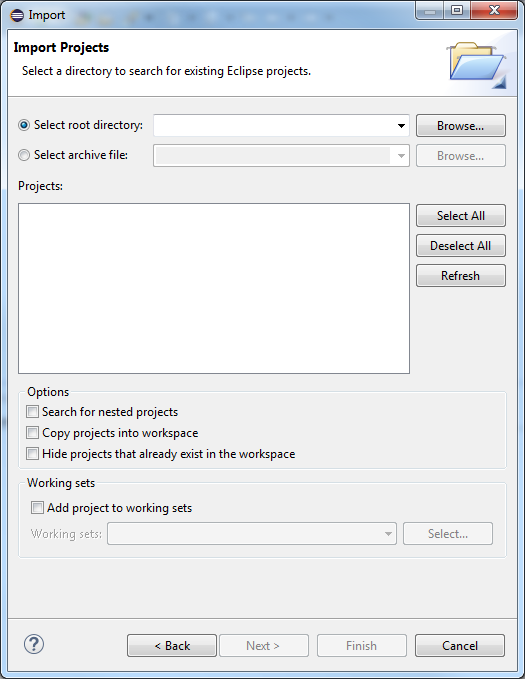 Import
Import Projects
Select a directory to search for existing Eclipse projects.
Select root directory: Browse...
Select archive file: Browse...
Projects:
Select All
Deselect All
Refresh
Options
Search for nested projects
Copy projects into workspace
Hide projects that already exist in the workspace
Working sets
Add project to working sets
Working sets: Select...
? < Back Next > Finish Cancel